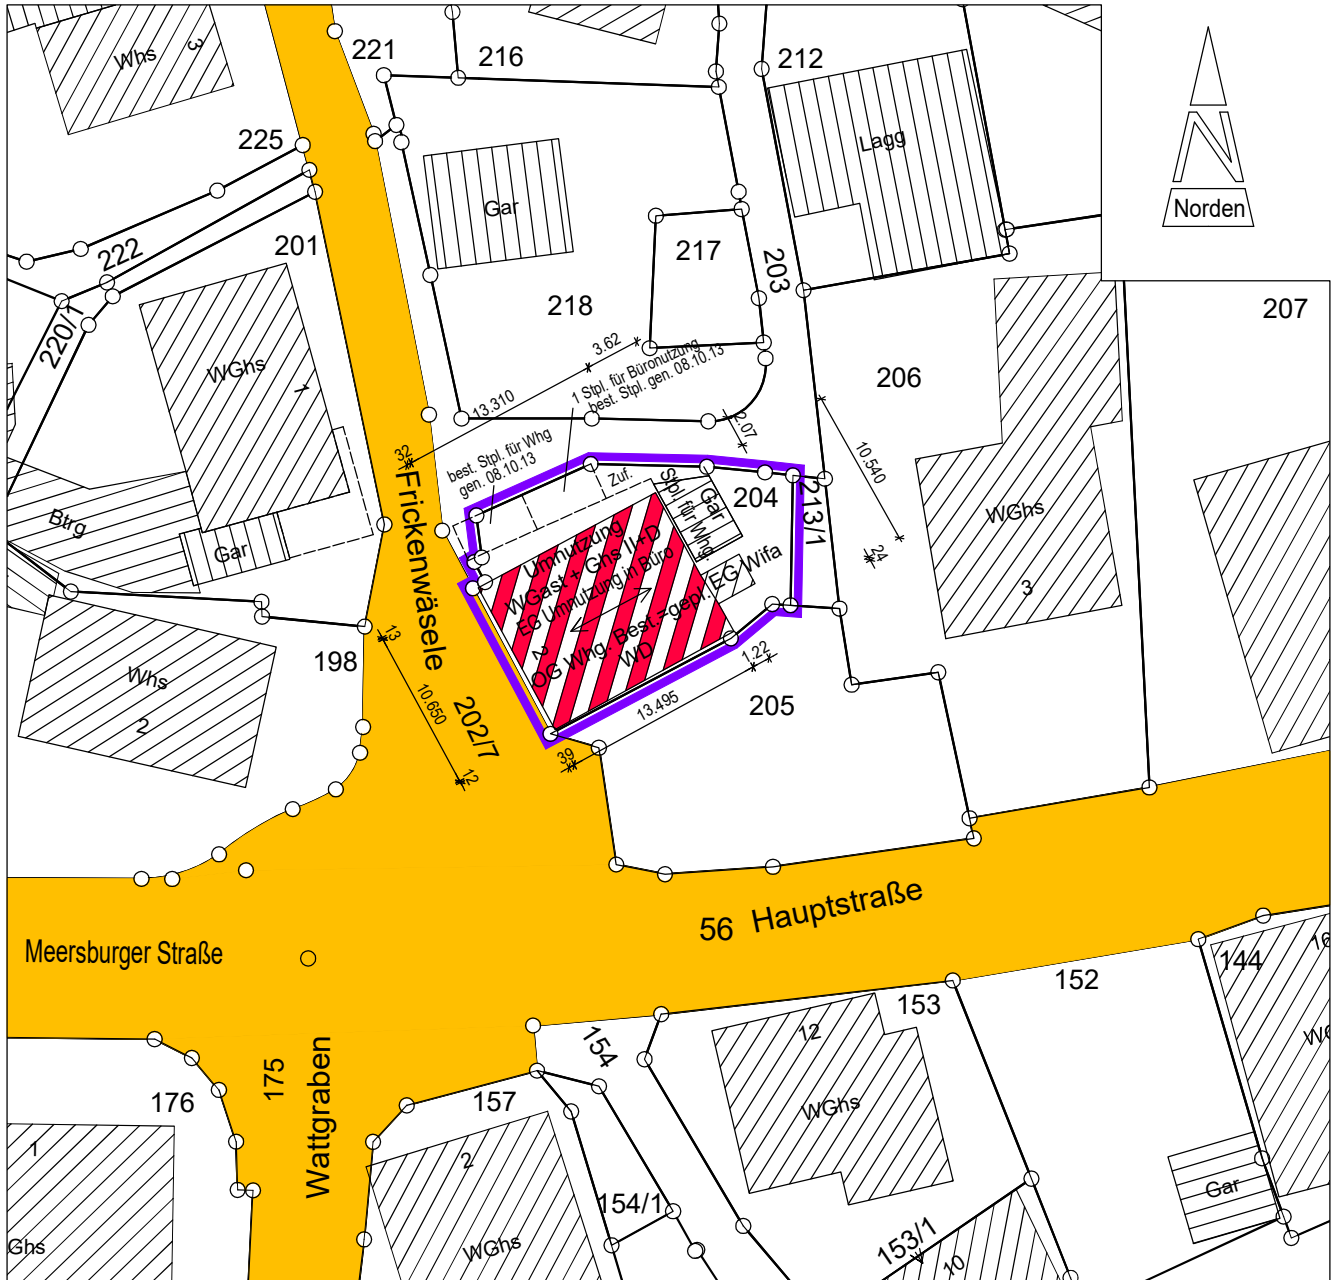 221
216
212
Whs
3
225
Lagg
Norden
Gar
222
201
217
203
218
207
220/1
WGhs
1
3.62
1 Stpl. für Büronutzung
best. Stpl. gen. 08.10.13
206
13.310
2.07
10.540
32
best. Stpl. für Whg
gen. 08.10.13
Zuf.
Stpl. für Whg.
Gar
204
213/1
Btrg
Gar
Frickenwäsele
WGhs
3
24
Umnutzung
WGast + Ghs II+D
EG Umnutzung in Büro
OG Whg. Best.=gepl.
EG Wifa
WD
2
13
198
Whs
2
10.650
202/7
12
1.22
13.495
39
205
56 Hauptstraße
Meersburger Straße
144
16
152
153
12
154
WGhs
175
Wattgraben
176
157
1
2
WGhs
154/1
Gar
153/1
10
Ghs